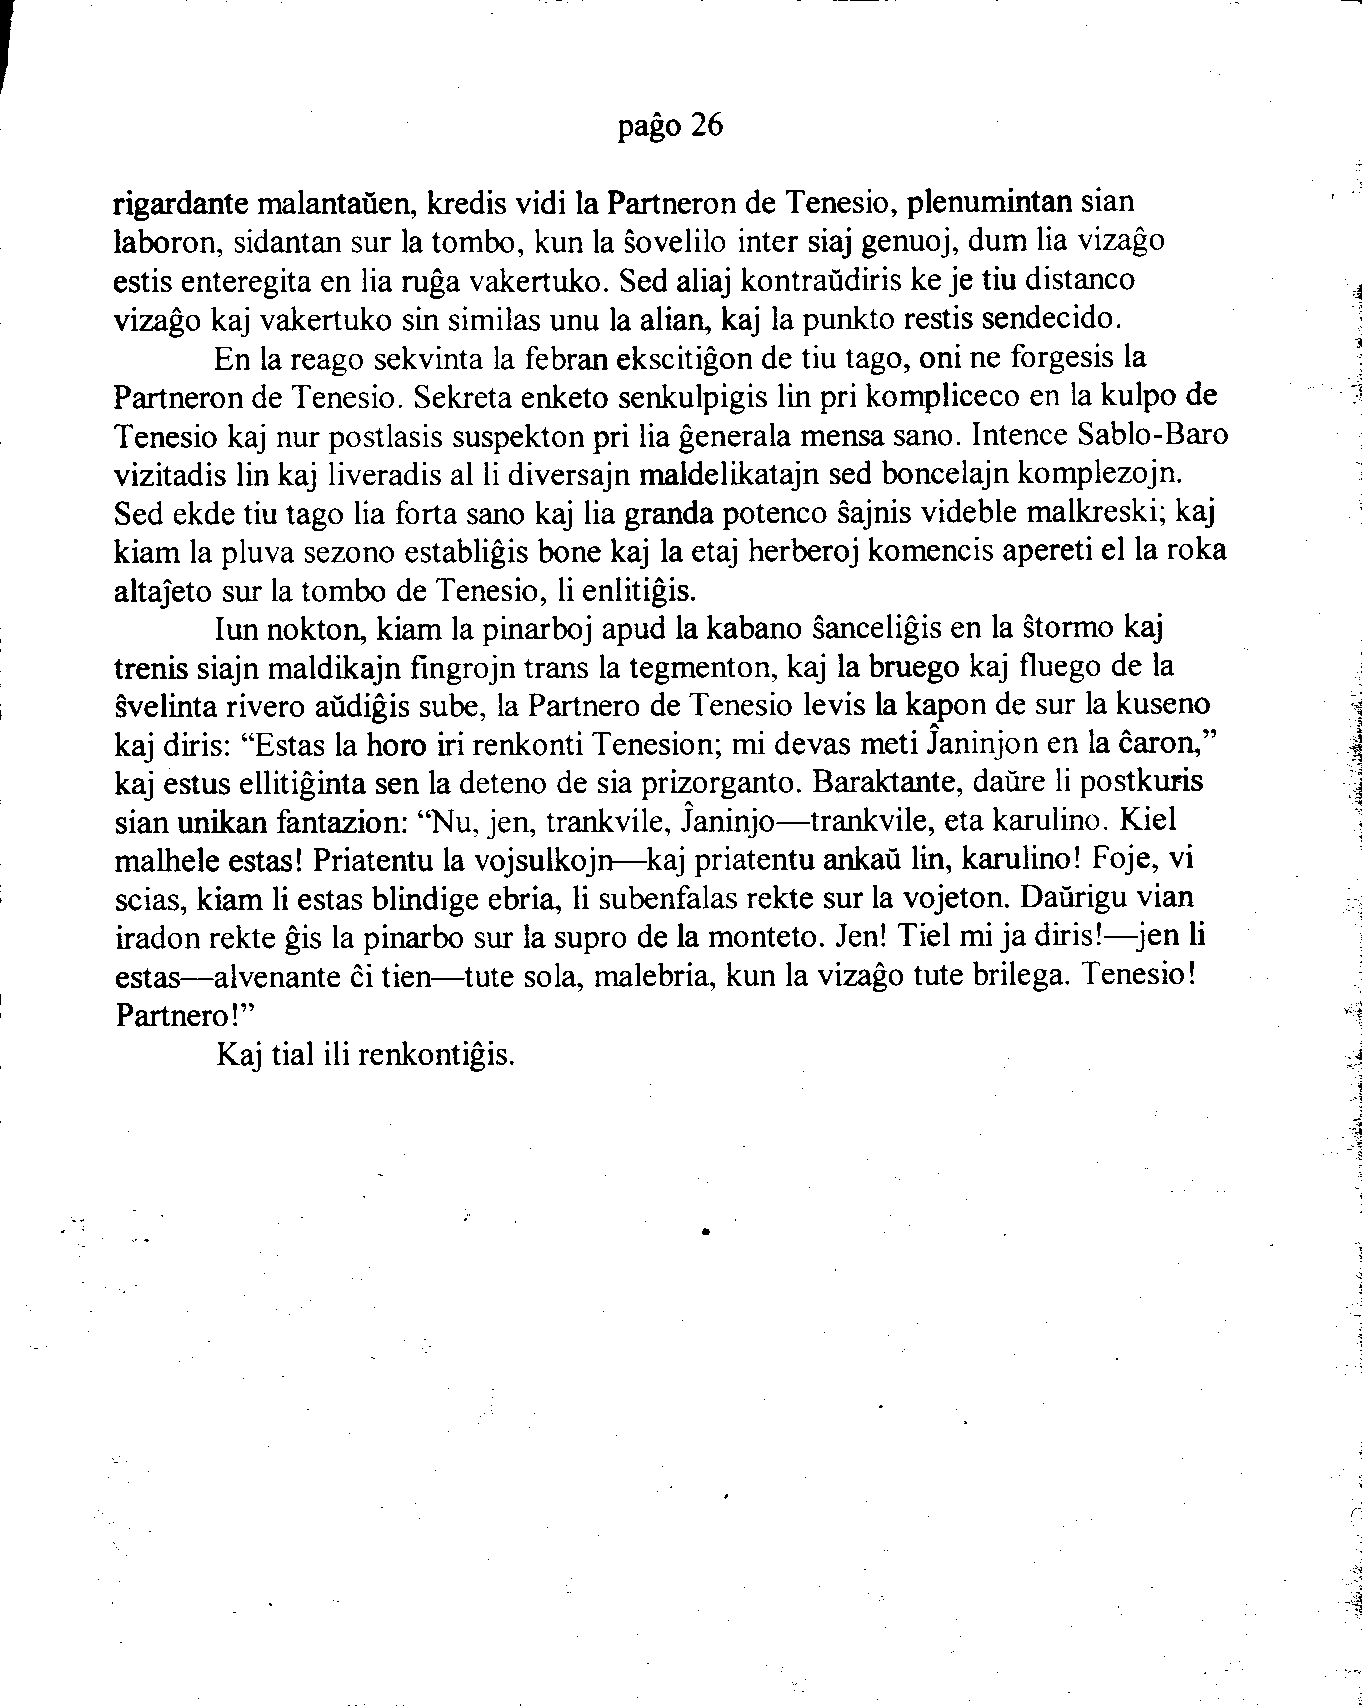 paĝo 26
rigardante malantaŭen, kredis vidi la Partneron de Tenesio, plenumintan sian
laboron, sidantan sur la tombo, kun la ŝovelilo inter siaj genuoj, dum lia vizaĝo
estis enteregita en lia ruĝa vakertuko. Sed aliaj kontraŭdiris ke je tiu distanco
vizaĝo kaj vakertuko sin similas unu la alian, kaj la punkto restis sendecido.
En la reago sekvinta la febran ekscitiĝon de tiu tago, oni ne forgesis la
Partneron de Tenesio. Sekreta enketo senkulpigis lin pri kompliceco en la kulpo de
Tenesio kaj nur postlasis suspekton pri lia ĝenerala mensa sano. Intence Sablo-Baro
vizitadis lin kaj liveradis al li diversajn maldelikatajn sed boncelajn komplezojn.
Sed ekde tiu tago lia forta sano kaj lia granda potenco ŝajnis videble malkreski; kaj
kiam la pluva sezono establiĝis bone kaj la etaj herberoj komencis apereti el la roka
altaĵeto sur la tombo de Tenesio, li enlitiĝis.
Iun nokton, kiam la pinarboj apud la kabano ŝanceliĝis en la ŝtormo kaj
trenis siajn maldikajn fingrojn trans la tegmenton, kaj la bruego kaj fluego de la
ŝvelinta rivero aŭdiĝis sube, la Partnero de Tenesio levis la kapon de sur la kuseno
kaj diris: “Estas la horo iri renkonti Tenesion; mi devas meti Ĵaninjon en la ĉaron,”
kaj estus ellitiĝinta sen la deteno de sia prizorganto. Baraktante, daŭre li postkuris
sian unikan fantazion: “Nu, jen, trankvile, Ĵaninjo—trankvile, eta karulino. Kiel
malhele estas! Priatentu la vojsulkojn—kaj priatentu ankaŭ lin, karulino! Foje, vi
scias, kiam li estas blindige ebria, li subenfalas rekte sur la vojeton. Daŭrigu vian
iradon rekte ĝis la pinarbo sur la supro de la monteto. Jen! Tiel mi ja diris!—jen li
estas—alvenante ĉi tien—tute sola, malebria, kun la vizaĝo tute brilega. Tenesio!
Partnero!”
Kaj tial ili renkontiĝis.